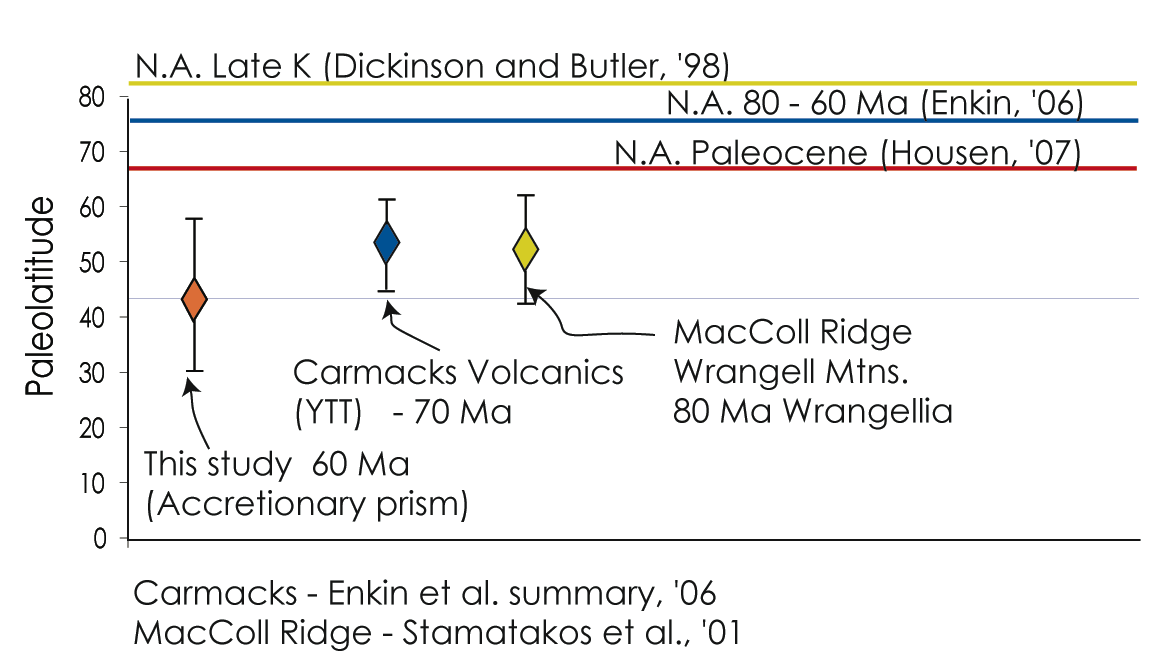 N.A. Late K (Dickinson and Butler, '98)
N.A. 80 - 60 Ma (Enkin, '06)
N.A. Paleocene (Housen, '07)
Paleolatitude
80
70
60
50
40
30
20
10
0
MacColl Ridge
Wrangell Mtns.
80 Ma Wrangellia
Carmacks Volcanics
(YTT) - 70 Ma
This study 60 Ma
(Accretionary prism)
Carmacks - Enkin et al. summary, '06
MacColl Ridge - Stamatakos et al., '01